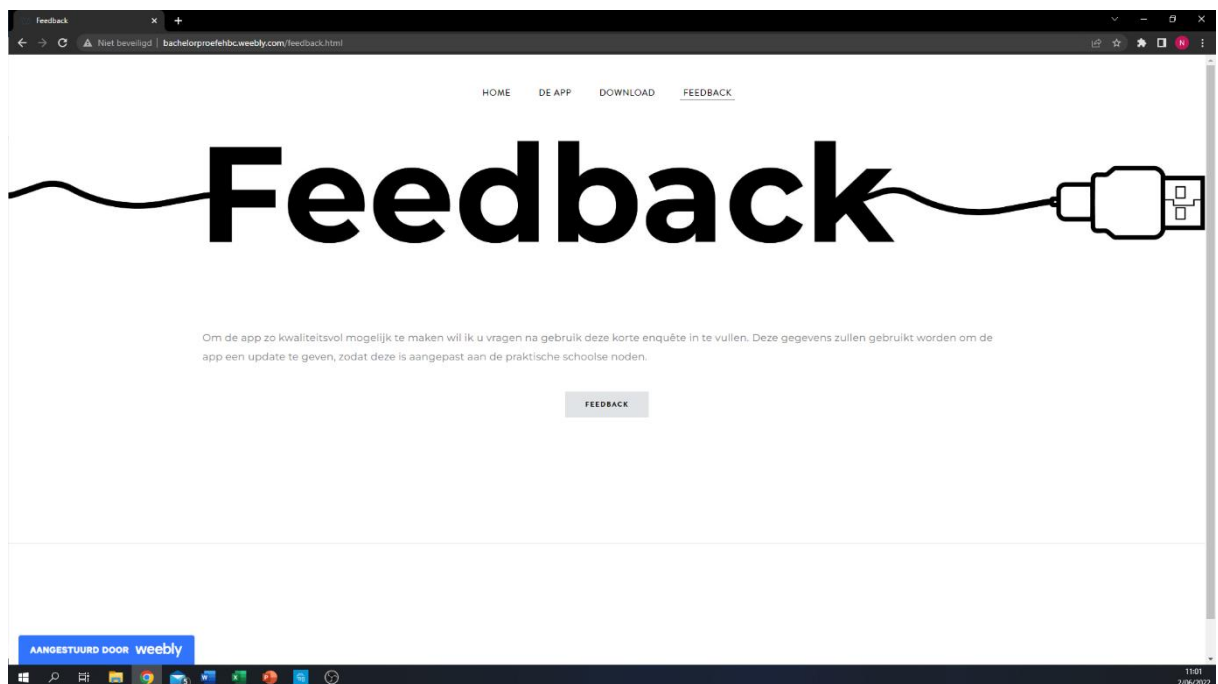 Feedback
Niet beveiligd | bachelorproefehbc.weebly.com/feedback.html
N
HOME DE APP DOWNLOAD FEEDBACK
Feedback
Om de app zo kwaliteitsvol mogelijk te maken wil ik u vragen na gebruik deze korte enquête in te vullen. Deze gegevens zullen gebruikt worden om de
app een update te geven, zodat deze is aangepast aan de praktische schoolse noden.
FEEDBACK
AANGESTUURD DOOR weebly
11:01
2/06/2022